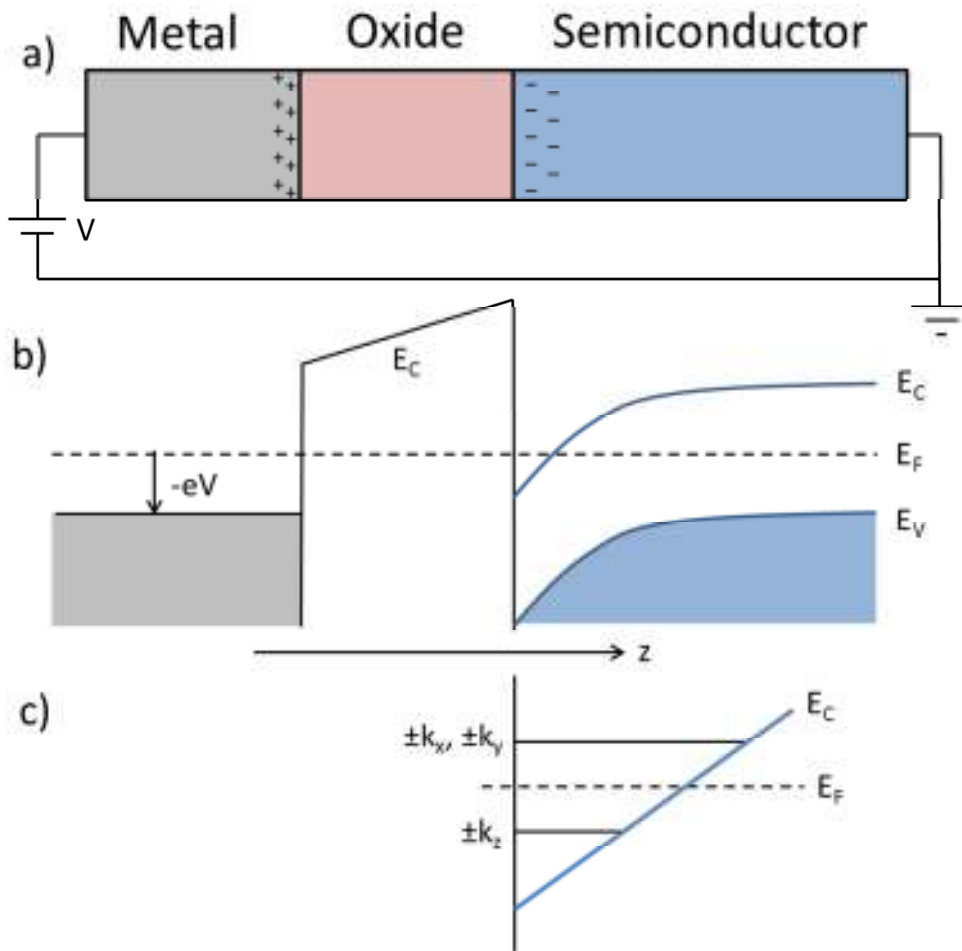 a)
Metal Oxide Semiconductor
+ + + + + + + + + +
− − − − − − − −
V
b)
E_C
E_C
E_F
-eV
E_V
z
c)
E_C
±k_x, ±k_y
E_F
±k_z